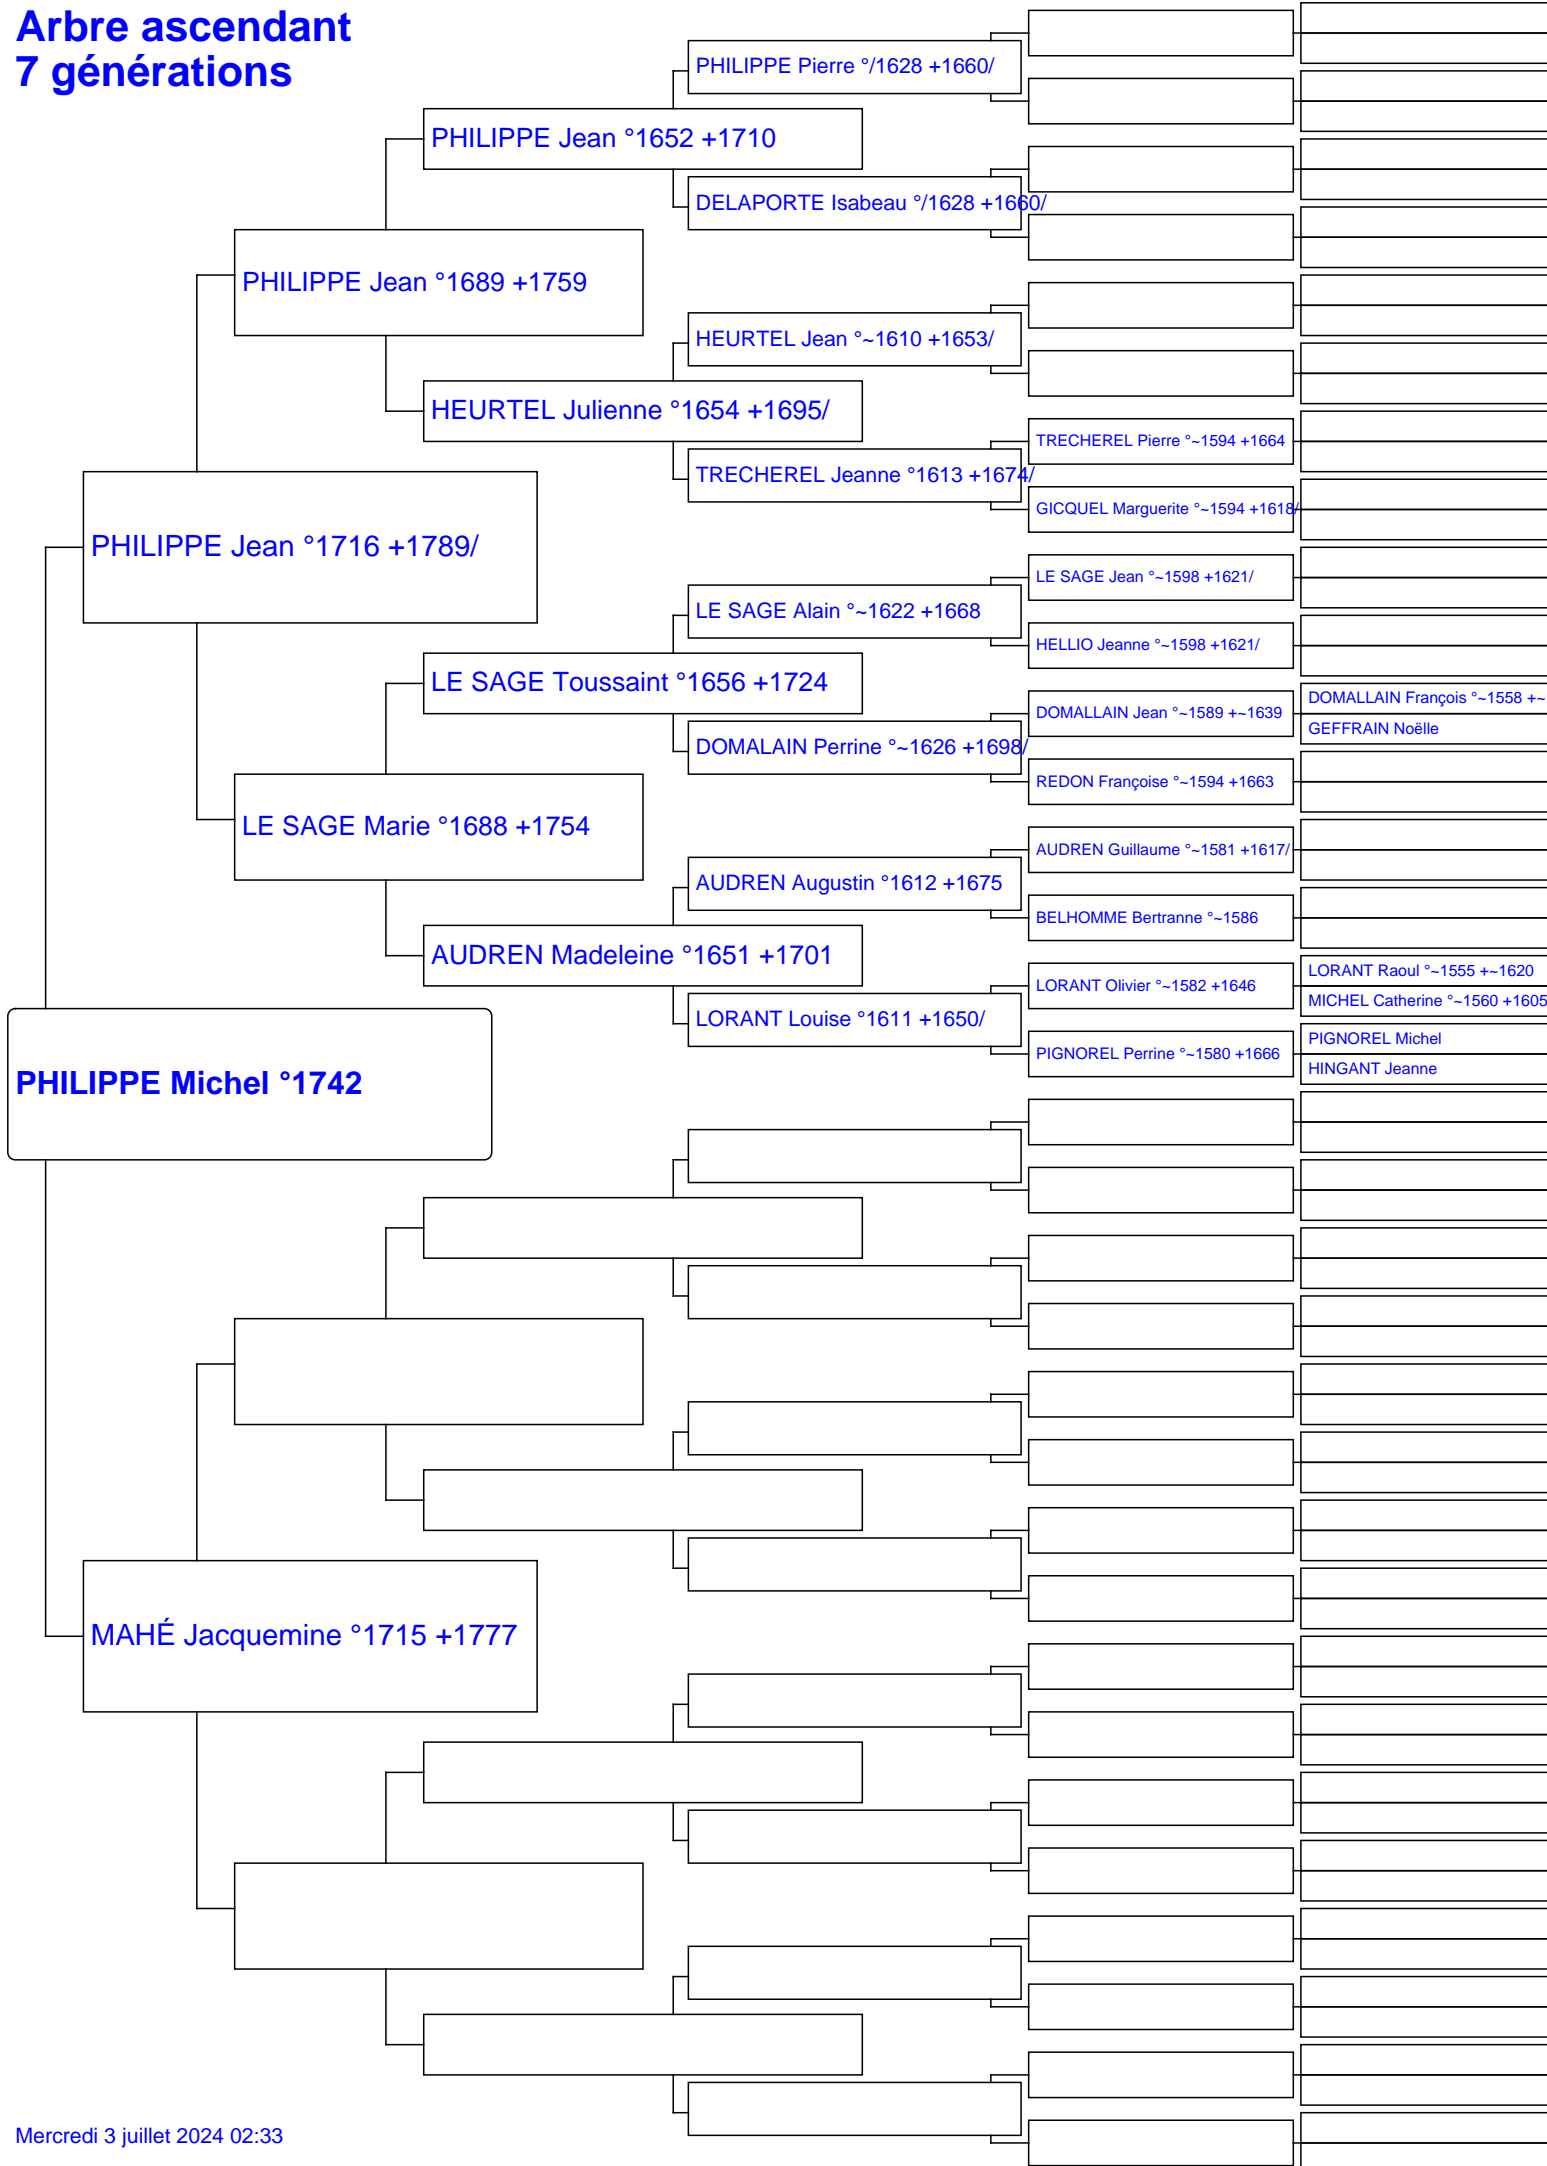 Arbre ascendant
7 générations
PHILIPPE Pierre °/1628 +1660/
PHILIPPE Jean °1652 +1710
DELAPORTE Isabeau °/1628 +1660/
PHILIPPE Jean °1689 +1759
HEURTEL Jean °~1610 +1653/
HEURTEL Julienne °1654 +1695/
TRECHEREL Pierre °~1594 +1664
TRECHEREL Jeanne °1613 +1674/
GICQUEL Marguerite °~1594 +1618/
PHILIPPE Jean °1716 +1789/
LE SAGE Jean °~1598 +1621/
LE SAGE Alain °~1622 +1668
HELLIO Jeanne °~1598 +1621/
LE SAGE Toussaint °1656 +1724
DOMALLAIN François °~1558 +~
DOMALLAIN Jean °~1589 +~1639
GEFFRAIN Noëlle
DOMALAIN Perrine °~1626 +1698/
REDON Françoise °~1594 +1663
LE SAGE Marie °1688 +1754
AUDREN Guillaume °~1581 +1617/
AUDREN Augustin °1612 +1675
BELHOMME Bertranne °~1586
AUDREN Madeleine °1651 +1701
LORANT Raoul °~1555 +~1620
LORANT Olivier °~1582 +1646
MICHEL Catherine °~1560 +1605
LORANT Louise °1611 +1650/
PIGNOREL Michel
PIGNOREL Perrine °~1580 +1666
HINGANT Jeanne
PHILIPPE Michel °1742
MAHÉ Jacquemine °1715 +1777
Mercredi 3 juillet 2024 02:33